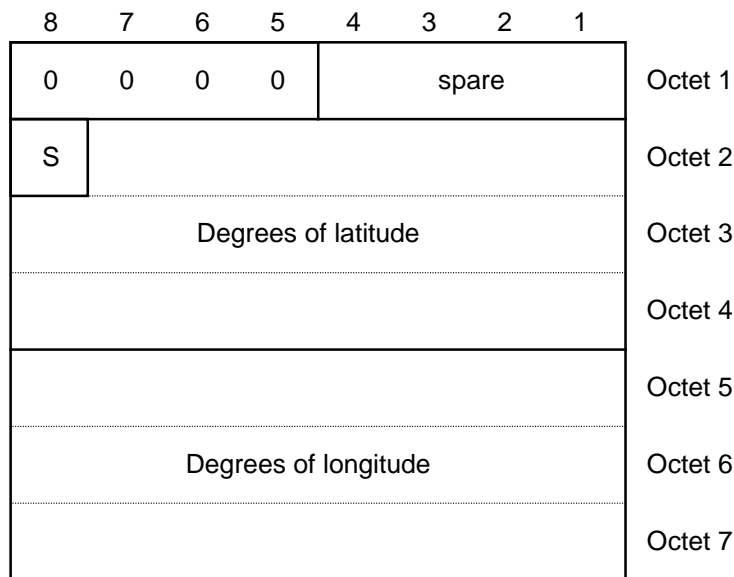 8 7 6 5 4 3 2 1
0 0 0 0 spare Octet 1
S Octet 2
Degrees of latitude Octet 3
Octet 4
Octet 5
Degrees of longitude Octet 6
Octet 7